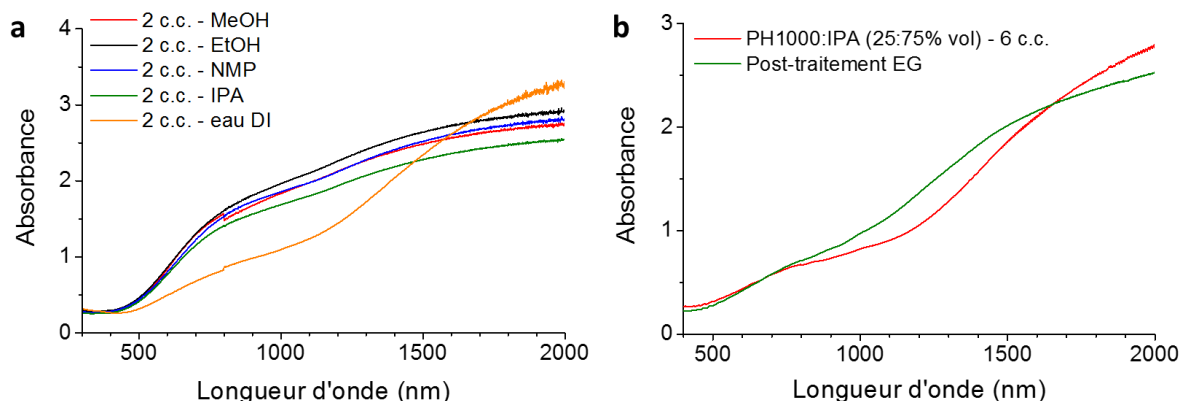 a
2 c.c. - MeOH
2 c.c. - EtOH
2 c.c. - NMP
2 c.c. - IPA
2 c.c. - eau DI
Absorbance
4
3
2
1
0
500
1000
1500
2000
Longueur d'onde (nm)
b
PH1000:IPA (25:75% vol) - 6 c.c.
Post-traitement EG
Absorbance
3
2
1
0
500
1000
1500
2000
Longueur d'onde (nm)